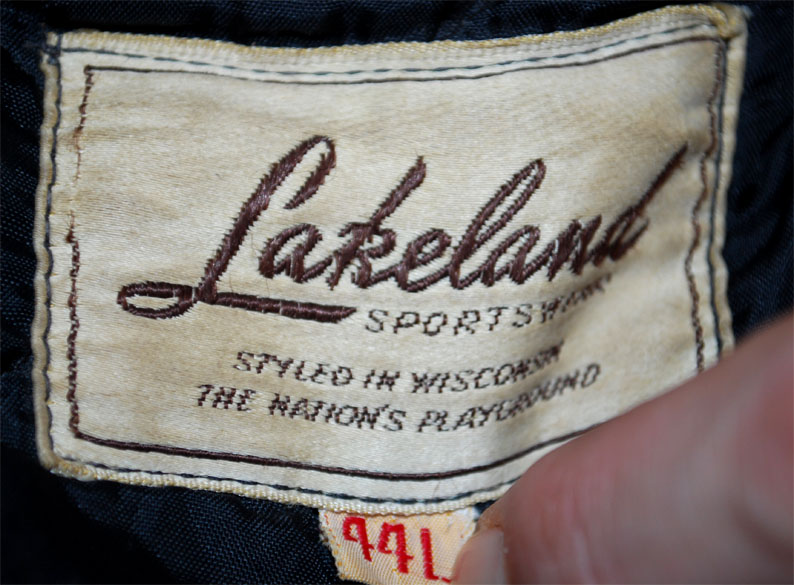 Lakeland
SPORTSWEAR
STYLED IN WISCONSIN
THE NATION'S PLAYGROUND
44L